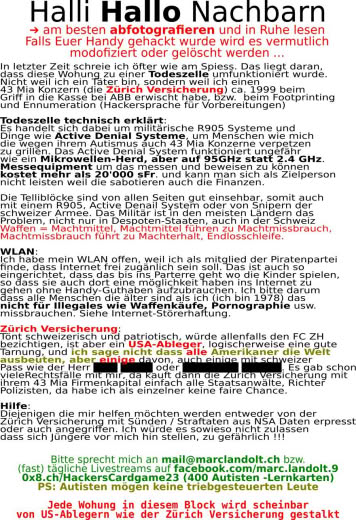 Halli Hallo Nachbarn
➔ am besten abfotografieren und in Ruhe lesen
Falls Euer Handy gehackt wurde wird es vermutlich
modofiziert oder gelöscht werden ...
In letzter Zeit schreie ich öfter wie am Spiess. Das liegt daran,
dass diese Wohung zu einer Todeszelle umfunktioniert wurde.
Nicht weil ich ein Täter bin, sondern weil ich einen
43 Mia Konzern (die Zürich Versicherung) ca. 1999 beim
Griff in die Kasse bei ABB erwischt habe, bzw. beim Footprinting
und Ennumeration (Hackersprache für Vorbereitungen)
Todeszelle technisch erklärt:
Es handelt sich dabei um militärische R905 Systeme und
Dinge wie Active Denial Systeme, um Menschen wie mich
die wegen ihrem Autismus auch 43 Mia Konzerne verpetzen
zu grillen. Das Active Denial System funktioniert ungefähr
wie ein Mikrowellen-Herd, aber auf 95GHz statt 2.4 GHz.
Messequipment um das messen und beweisen zu können
kostet mehr als 20'000 sFr. und kann man sich als Zielperson
nicht leisten weil die sabotieren auch die Finanzen.
Die Telliblöcke sind von allen Seiten gut einsehbar, somit auch
mit einem R905, Active Denail System oder von Snipern der
schweizer Armee. Das Militär ist in den meisten Ländern das
Problem, nicht nur in Despoten-Staaten, auch in der Schweiz
Waffen = Machtmittel, Machtmittel führen zu Machtmissbrauch,
Machtmissbrauch führt zu Machterhalt, Endlosschleife.
WLAN:
Ich habe mein WLAN offen, weil ich als mitglied der Piratenpartei
finde, dass Internet frei zugänlich sein soll. Das ist auch so
eingerichtet, dass das bis ins Parterre geht wo die Kinder spielen,
so dass sie auch dort eine möglichkeit haben ins Internet zu
gehen ohne Handy-Guthaben aufzubrauchen. Ich bitte darum
dass alle Menschen die älter sind als ich (ich bin 1978) das
nicht für Illegales wie Waffenkäufe, Pornographie usw.
missbrauchen. Siehe Internet-Störerhaftung.
Zürich Versicherung:
Tönt schweizerisch und patriotisch, würde allenfalls den FC ZH
bezichtigen, ist aber ein USA-Ableger, logischerweise eine gute
Tarnung, und ich sage nicht dass alle Amerikaner die Welt
ausbeuten, aber einige davon, auch einige mit schweizer
Pass wie der Herr oder . Es gab schon
vieleRechtsfälle mit mir, da kauft dann die Zürich Versicherung mit
ihrem 43 Mia Firmenkapital einfach alle Staatsanwälte, Richter
Polizisten, da habe ich als einzelner keine faire Chance.
Hilfe:
Diejenigen die mir helfen möchten werden entweder von der
Zürich Versicherung mit Sünden / Straftaten aus NSA Daten erpresst
oder auch angegriffen. Ich würde es sowieso nicht zulassen
dass sich Jüngere vor mich hin stellen, zu gefährlich !!!
Bitte sprecht mich an mail@marclandolt.ch bzw.
(fast) tägliche Livestreams auf facebook.com/marc.landolt.9
0x8.ch/HackersCardgame23 (400 Autisten -Lernkarten)
PS: Autisten mögen keine triebgesteuerten Leute
Jede Wohnung in diesem Block wird scheinbar
von US-Ablegern wie der Zürich Versicherung gestalkt